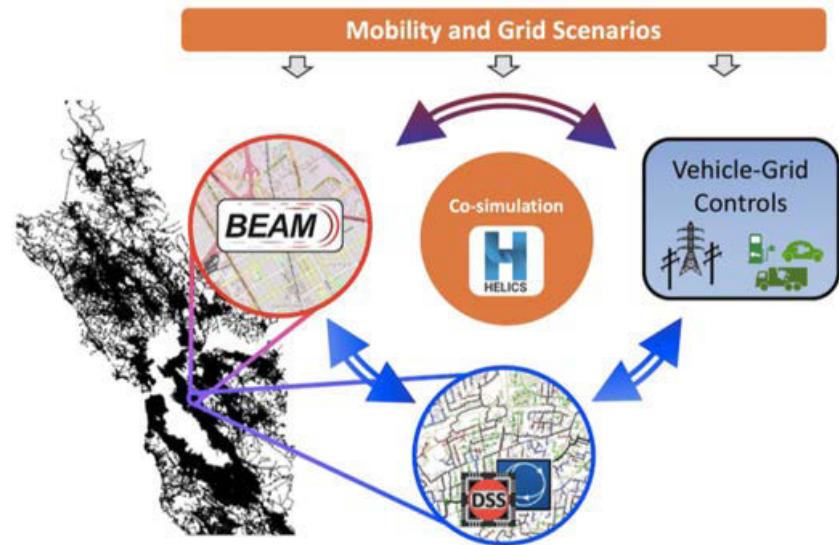 Mobility and Grid Scenarios
BEAM
Co-simulation
HELICS
Vehicle-Grid
Controls
DSS